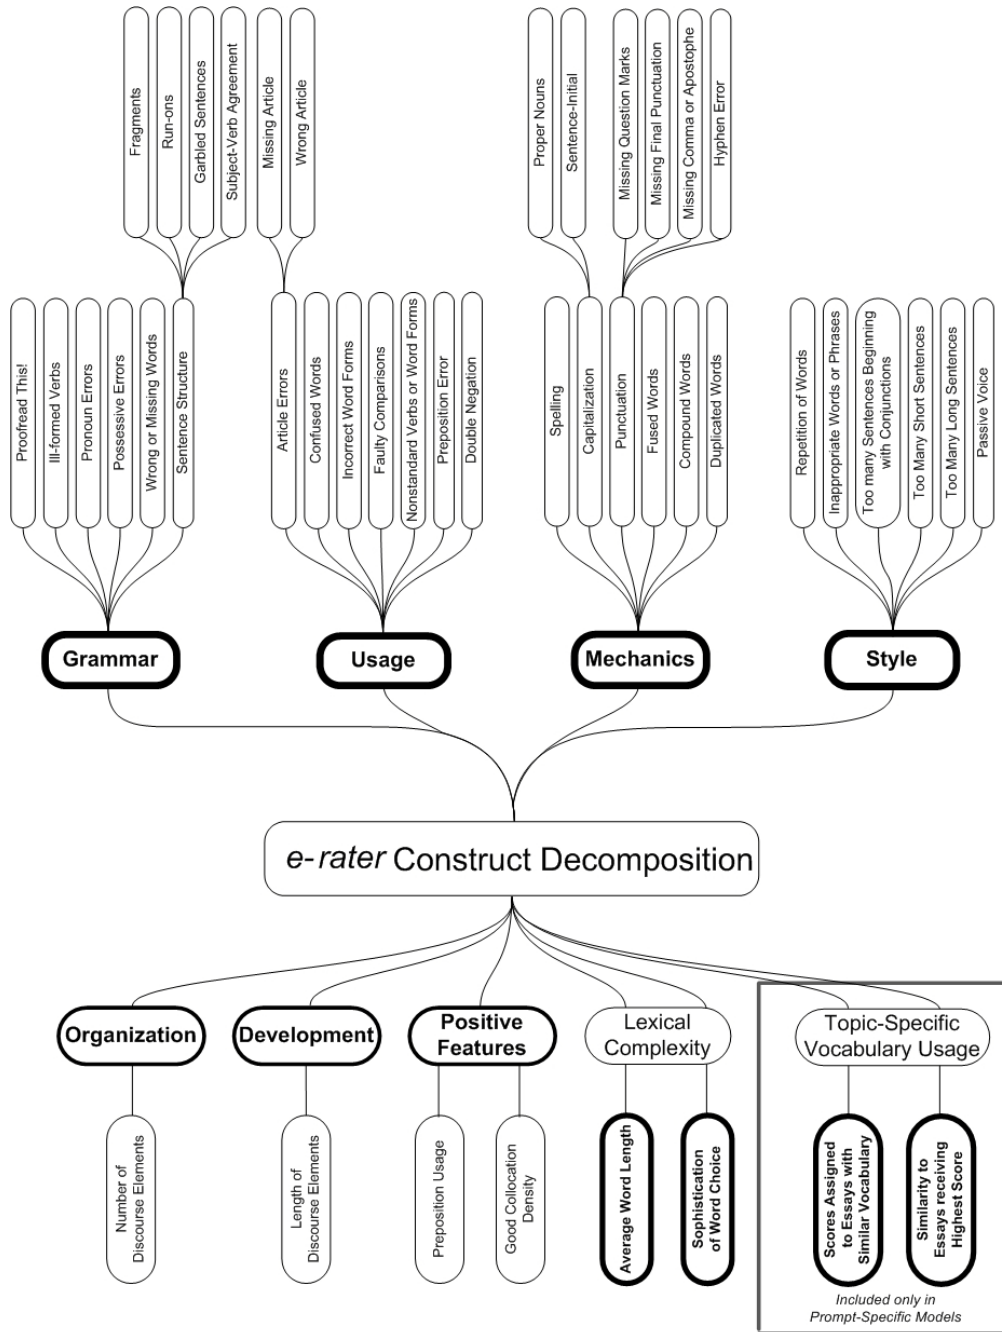 Fragments
Run-ons
Garbled Sentences
Subject-Verb Agreement
Missing Article
Wrong Article
Proper Nouns
Sentence-Initial
Missing Question Marks
Missing Final Punctuation
Missing Comma or Apostophe
Hyphen Error
Proofread This!
Ill-formed Verbs
Pronoun Errors
Possessive Errors
Wrong or Missing Words
Sentence Structure
Article Errors
Confused Words
Incorrect Word Forms
Faulty Comparisons
Nonstandard Verbs or Word Forms
Preposition Error
Double Negation
Spelling
Capitalization
Punctuation
Fused Words
Compound Words
Duplicated Words
Repetition of Words
Inappropriate Words or Phrases
Too many Sentences Beginning
with Conjunctions
Too Many Short Sentences
Too Many Long Sentences
Passive Voice
Grammar
Usage
Mechanics
Style
e-rater Construct Decomposition
Organization
Development
Positive
Features
Lexical
Complexity
Topic-Specific
Vocabulary Usage
Number of
Discourse Elements
Length of
Discourse Elements
Preposition Usage
Good Collocation
Density
Average Word Length
Sophistication
of Word Choice
Scores Assigned
to Essays with
Similar Vocabulary
Similarity to
Essays receiving
Highest Score
Included only in
Prompt-Specific Models